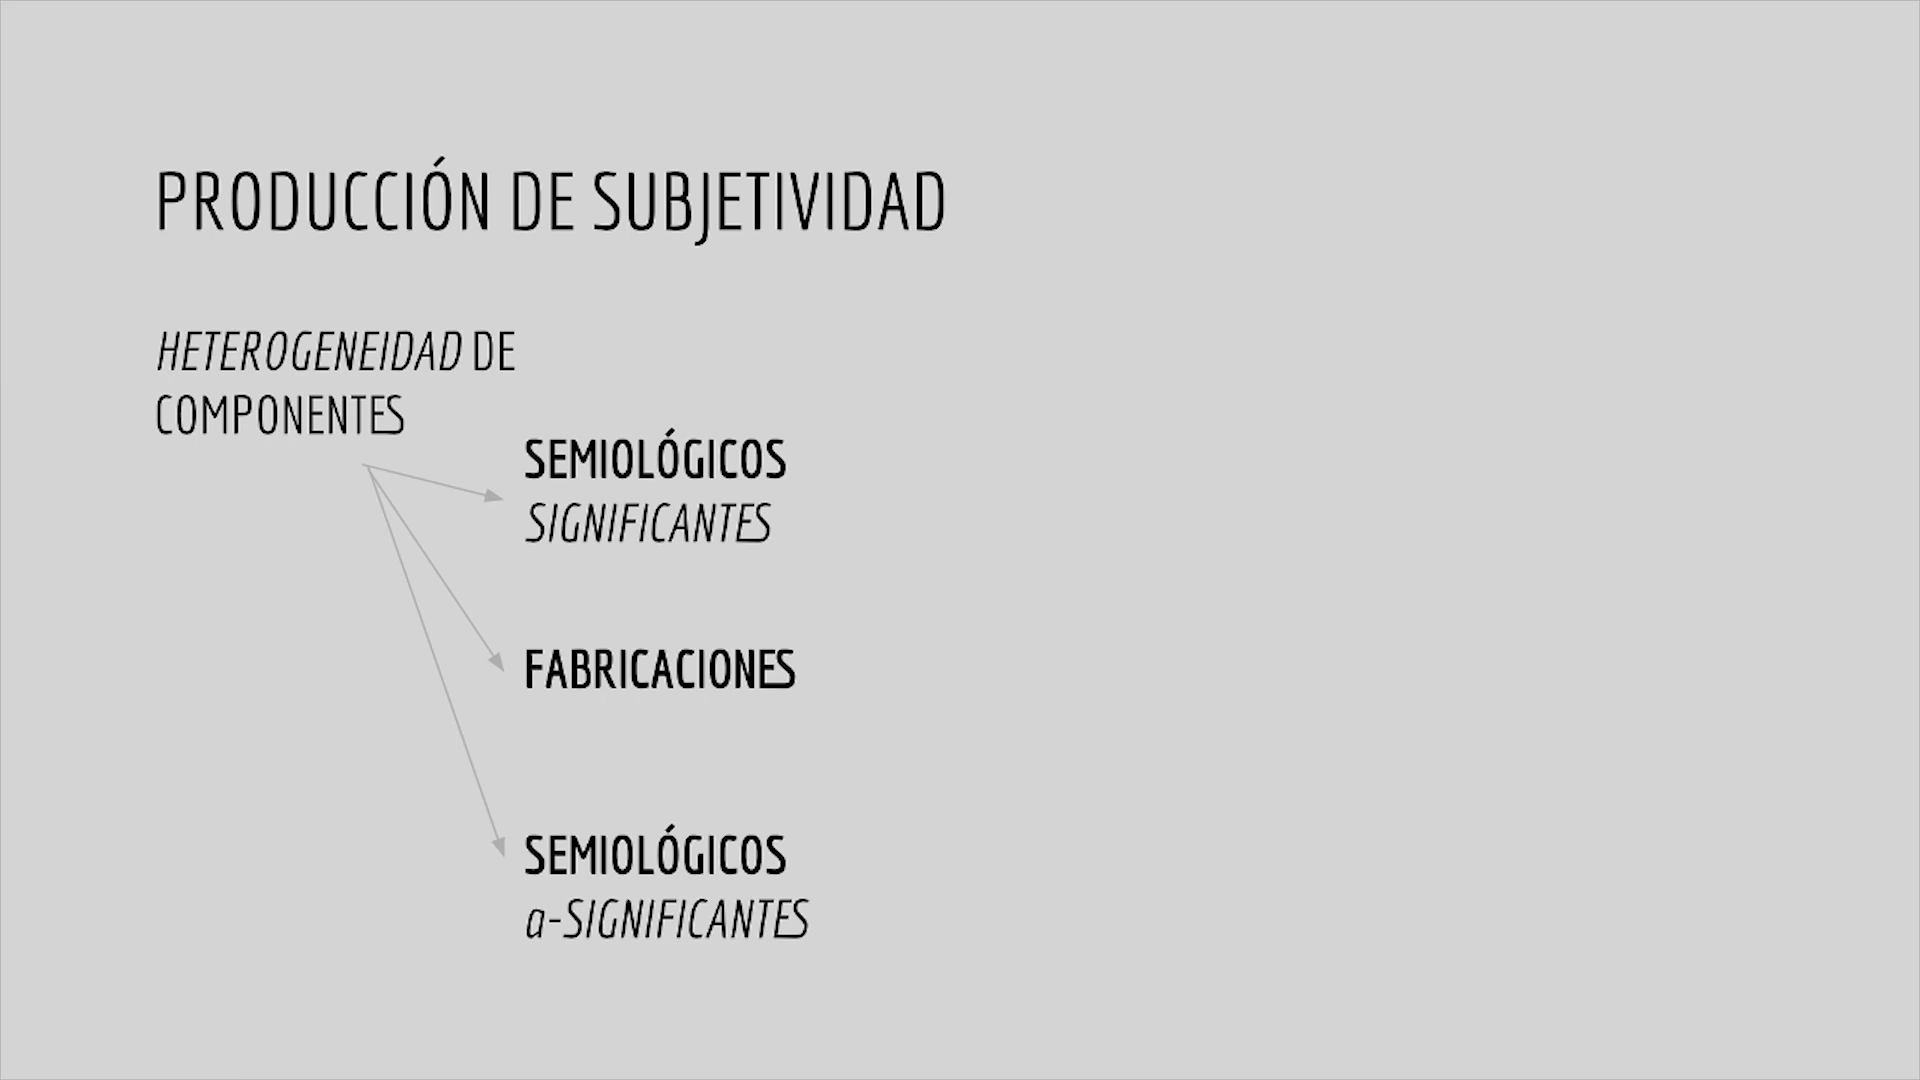 PRODUCCIÓN DE SUBJETIVIDAD
HETEROGENEIDAD DE
COMPONENTES
SEMIOLÓGICOS
SIGNIFICANTES
FABRICACIONES
SEMIOLÓGICOS
a-SIGNIFICANTES